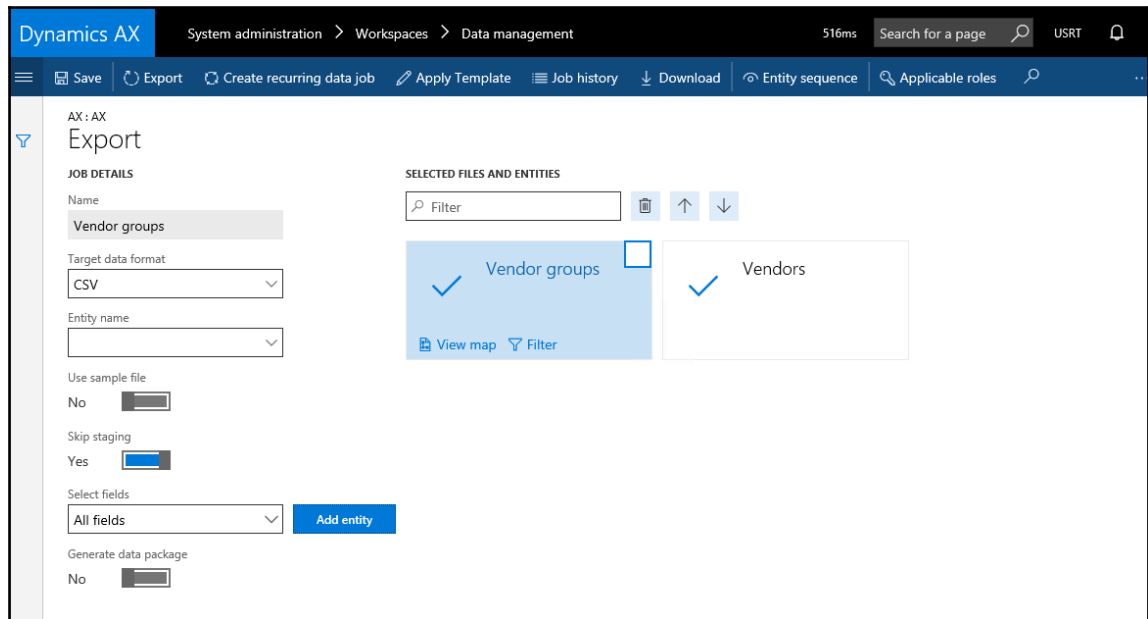 Dynamics AX System administration > Workspaces > Data management 516ms Search for a page USRT
Save Export Create recurring data job Apply Template Job history Download Entity sequence Applicable roles ...
AX : AX
Export
JOB DETAILS
Name
Vendor groups
Target data format
CSV
Entity name
Use sample file
No
Skip staging
Yes
Select fields
All fields Add entity
Generate data package
No
SELECTED FILES AND ENTITIES
Filter
Vendor groups
View map Filter
Vendors